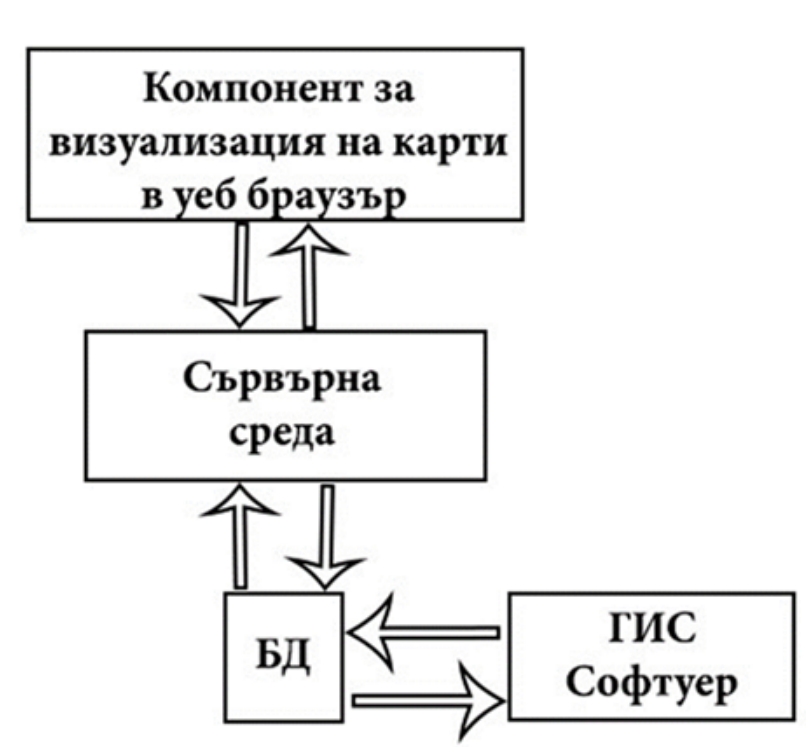 Компонент за
визуализация на карти
в уеб браузър
Сървърна
среда
БД
ГИС
Софтуер